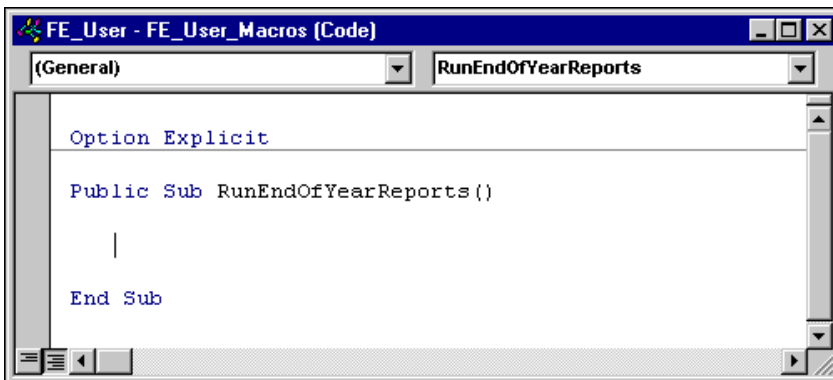 FE_User - FE_User_Macros (Code)
(General) RunEndOfYearReports
Option Explicit
Public Sub RunEndOfYearReports()
End Sub